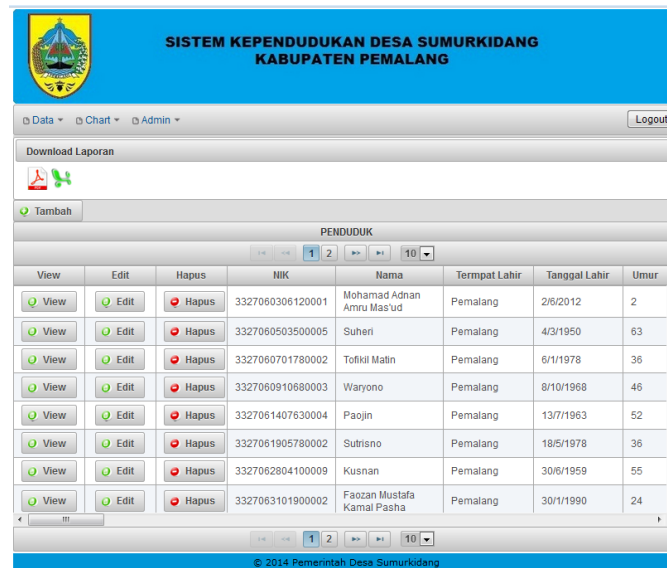 SISTEM KEPENDUDUKAN DESA SUMURKIDANG
KABUPATEN PEMALANG
Data Chart Admin Logout
Download Laporan
Tambah
PENDUDUK
1 2 10
View Edit Hapus NIK Nama Termpat Lahir Tanggal Lahir Umur
View Edit Hapus 3327060306120001 Mohamad Adnan Amru Mas'ud Pemalang 2/6/2012 2
View Edit Hapus 3327060503500005 Suheri Pemalang 4/3/1950 63
View Edit Hapus 3327060701780002 Tofikil Matin Pemalang 6/1/1978 36
View Edit Hapus 3327060910680003 Waryono Pemalang 8/10/1968 46
View Edit Hapus 3327061407630004 Paojin Pemalang 13/7/1963 52
View Edit Hapus 3327061905780002 Sutrisno Pemalang 18/5/1978 36
View Edit Hapus 3327062804100009 Kusnan Pemalang 30/6/1959 55
View Edit Hapus 3327063101900002 Faozan Mustafa Kamal Pasha Pemalang 30/1/1990 24
1 2 10
© 2014 Pemerintah Desa Sumurkidang